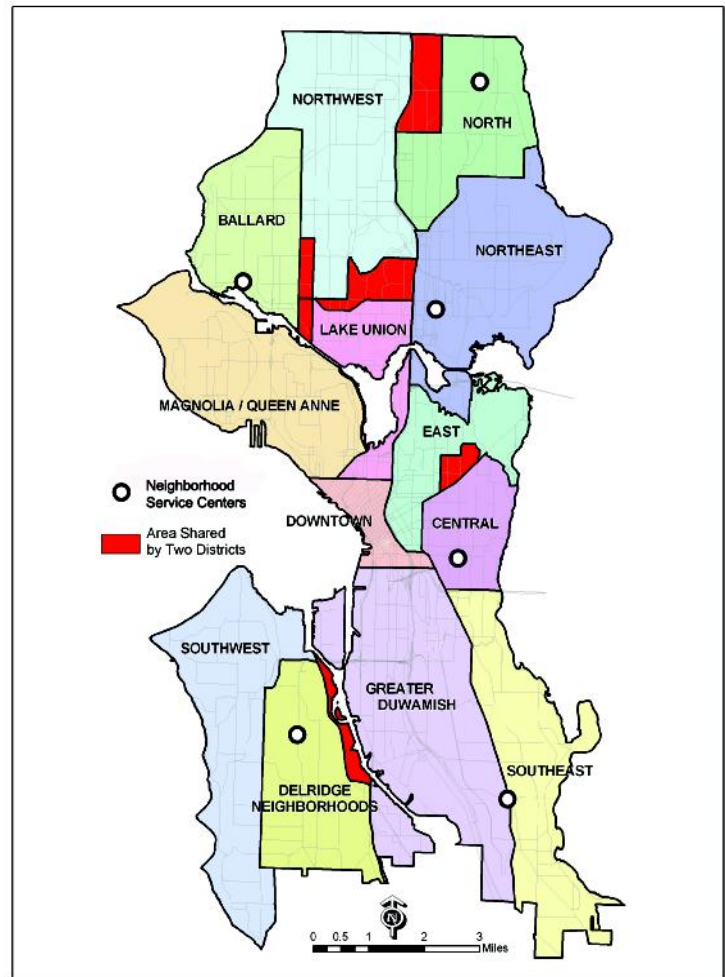 NORTHWEST
NORTH
BALLARD
NORTHEAST
LAKE UNION
MAGNOLIA / QUEEN ANNE
EAST
Neighborhood
Service Centers
DOWNTOWN
CENTRAL
Area Shared
by Two Districts
SOUTHWEST
GREATER
DUWAMISH
SOUTHEAST
DELRIDGE
NEIGHBORHOODS
N
0 0.5 1 2 3
Miles